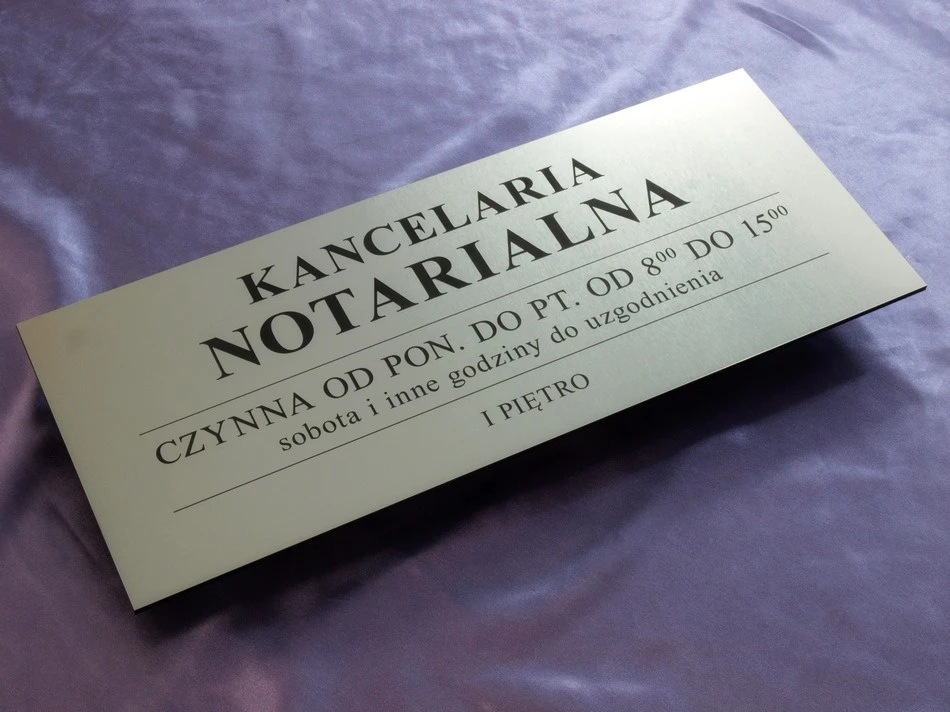 KANCELARIA
NOTARIALNA
CZYNNA OD PON. DO PT. OD 8⁰⁰ DO 15⁰⁰
sobota i inne godziny do uzgodnienia
I PIĘTRO